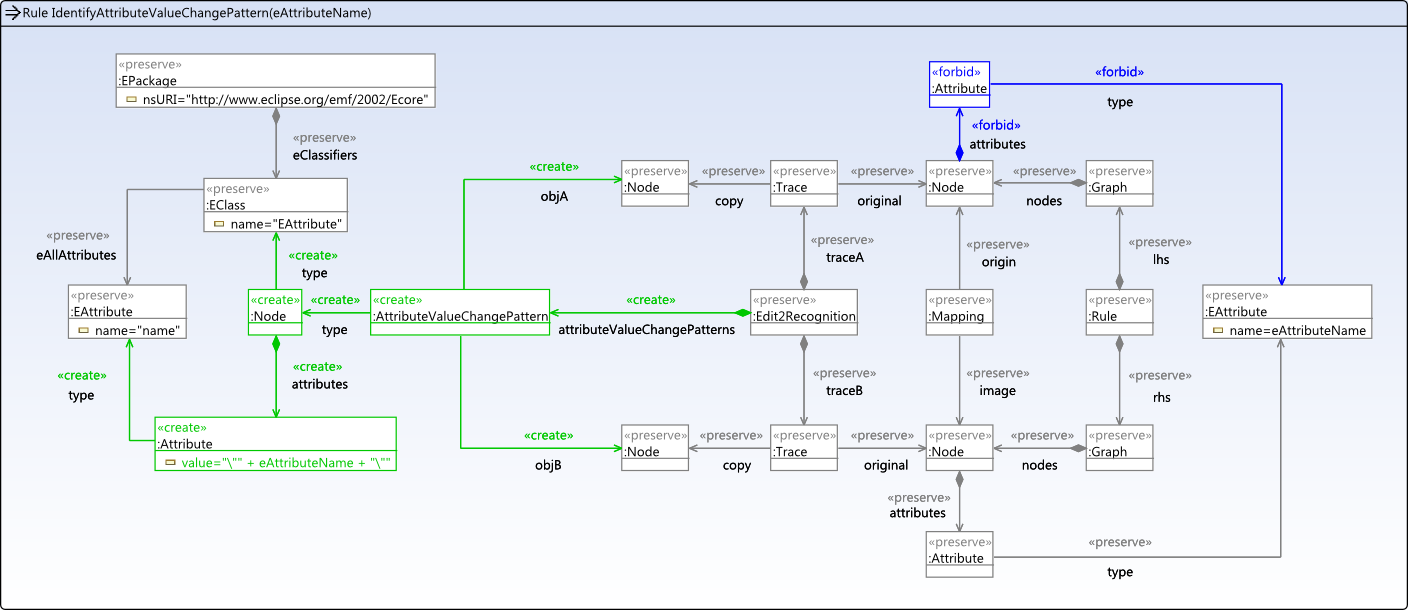 Rule IdentifyAttributeValueChangePattern(eAttributeName)
«preserve»
:EPackage
nsURI="http://www.eclipse.org/emf/2002/Ecore"
«preserve»
eClassifiers
«preserve»
:EClass
name="EAttribute"
«preserve»
eAllAttributes
«preserve»
:EAttribute
name="name"
«create»
type
«create»
:Node
«create»
type
«create»
:AttributeValueChangePattern
«create»
attributes
«create»
type
«create»
:Attribute
value="\"" + eAttributeName + "\""
«create»
objA
«create»
objB
«create»
attributeValueChangePatterns
«preserve»
:Node
«preserve»
copy
«preserve»
:Trace
«preserve»
original
«preserve»
:Node
«preserve»
nodes
«preserve»
:Graph
«forbid»
:Attribute
«forbid»
attributes
«forbid»
type
«preserve»
traceA
«preserve»
origin
«preserve»
lhs
«preserve»
:Edit2Recognition
«preserve»
:Mapping
«preserve»
:Rule
«preserve»
:EAttribute
name=eAttributeName
«preserve»
traceB
«preserve»
image
«preserve»
rhs
«preserve»
:Node
«preserve»
copy
«preserve»
:Trace
«preserve»
original
«preserve»
:Node
«preserve»
nodes
«preserve»
:Graph
«preserve»
attributes
«preserve»
:Attribute
«preserve»
type